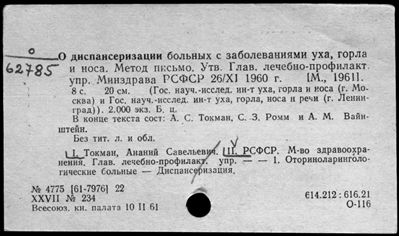 О
62785
О диспансеризации больных с заболеваниями уха, горла
и носа. Метод письмо. Утв. Глав. лечебно-профилакт.
упр. Минздрава РСФСР 26/XI 1960 г. [М., 1961].
8 с. 20 см. (Гос. науч.-исслед. ин-т уха, горла и носа (г. Мос-
ква) и Гос. науч.-исслед. ин-т уха, горла, носа и речи (г. Ленин-
град)). 2.000 экз. Б. ц.
В конце текста сост: А. С. Токман, С. З. Ромм и А. М. Вайн-
штейн.
Без тит. л. и обл.
I. Токман, Ананий Савельевич. II. РСФСР. М-во здравоохра-
нения. Глав. лечебно-профилакт. упр. — — 1. Оториноларинголо-
гические больные — Диспансеризация.
№ 4775 [61-7976] 22
XXVII № 234
Всесоюз. кн. палата 10 11 61
614.212 : 616.21
О-116